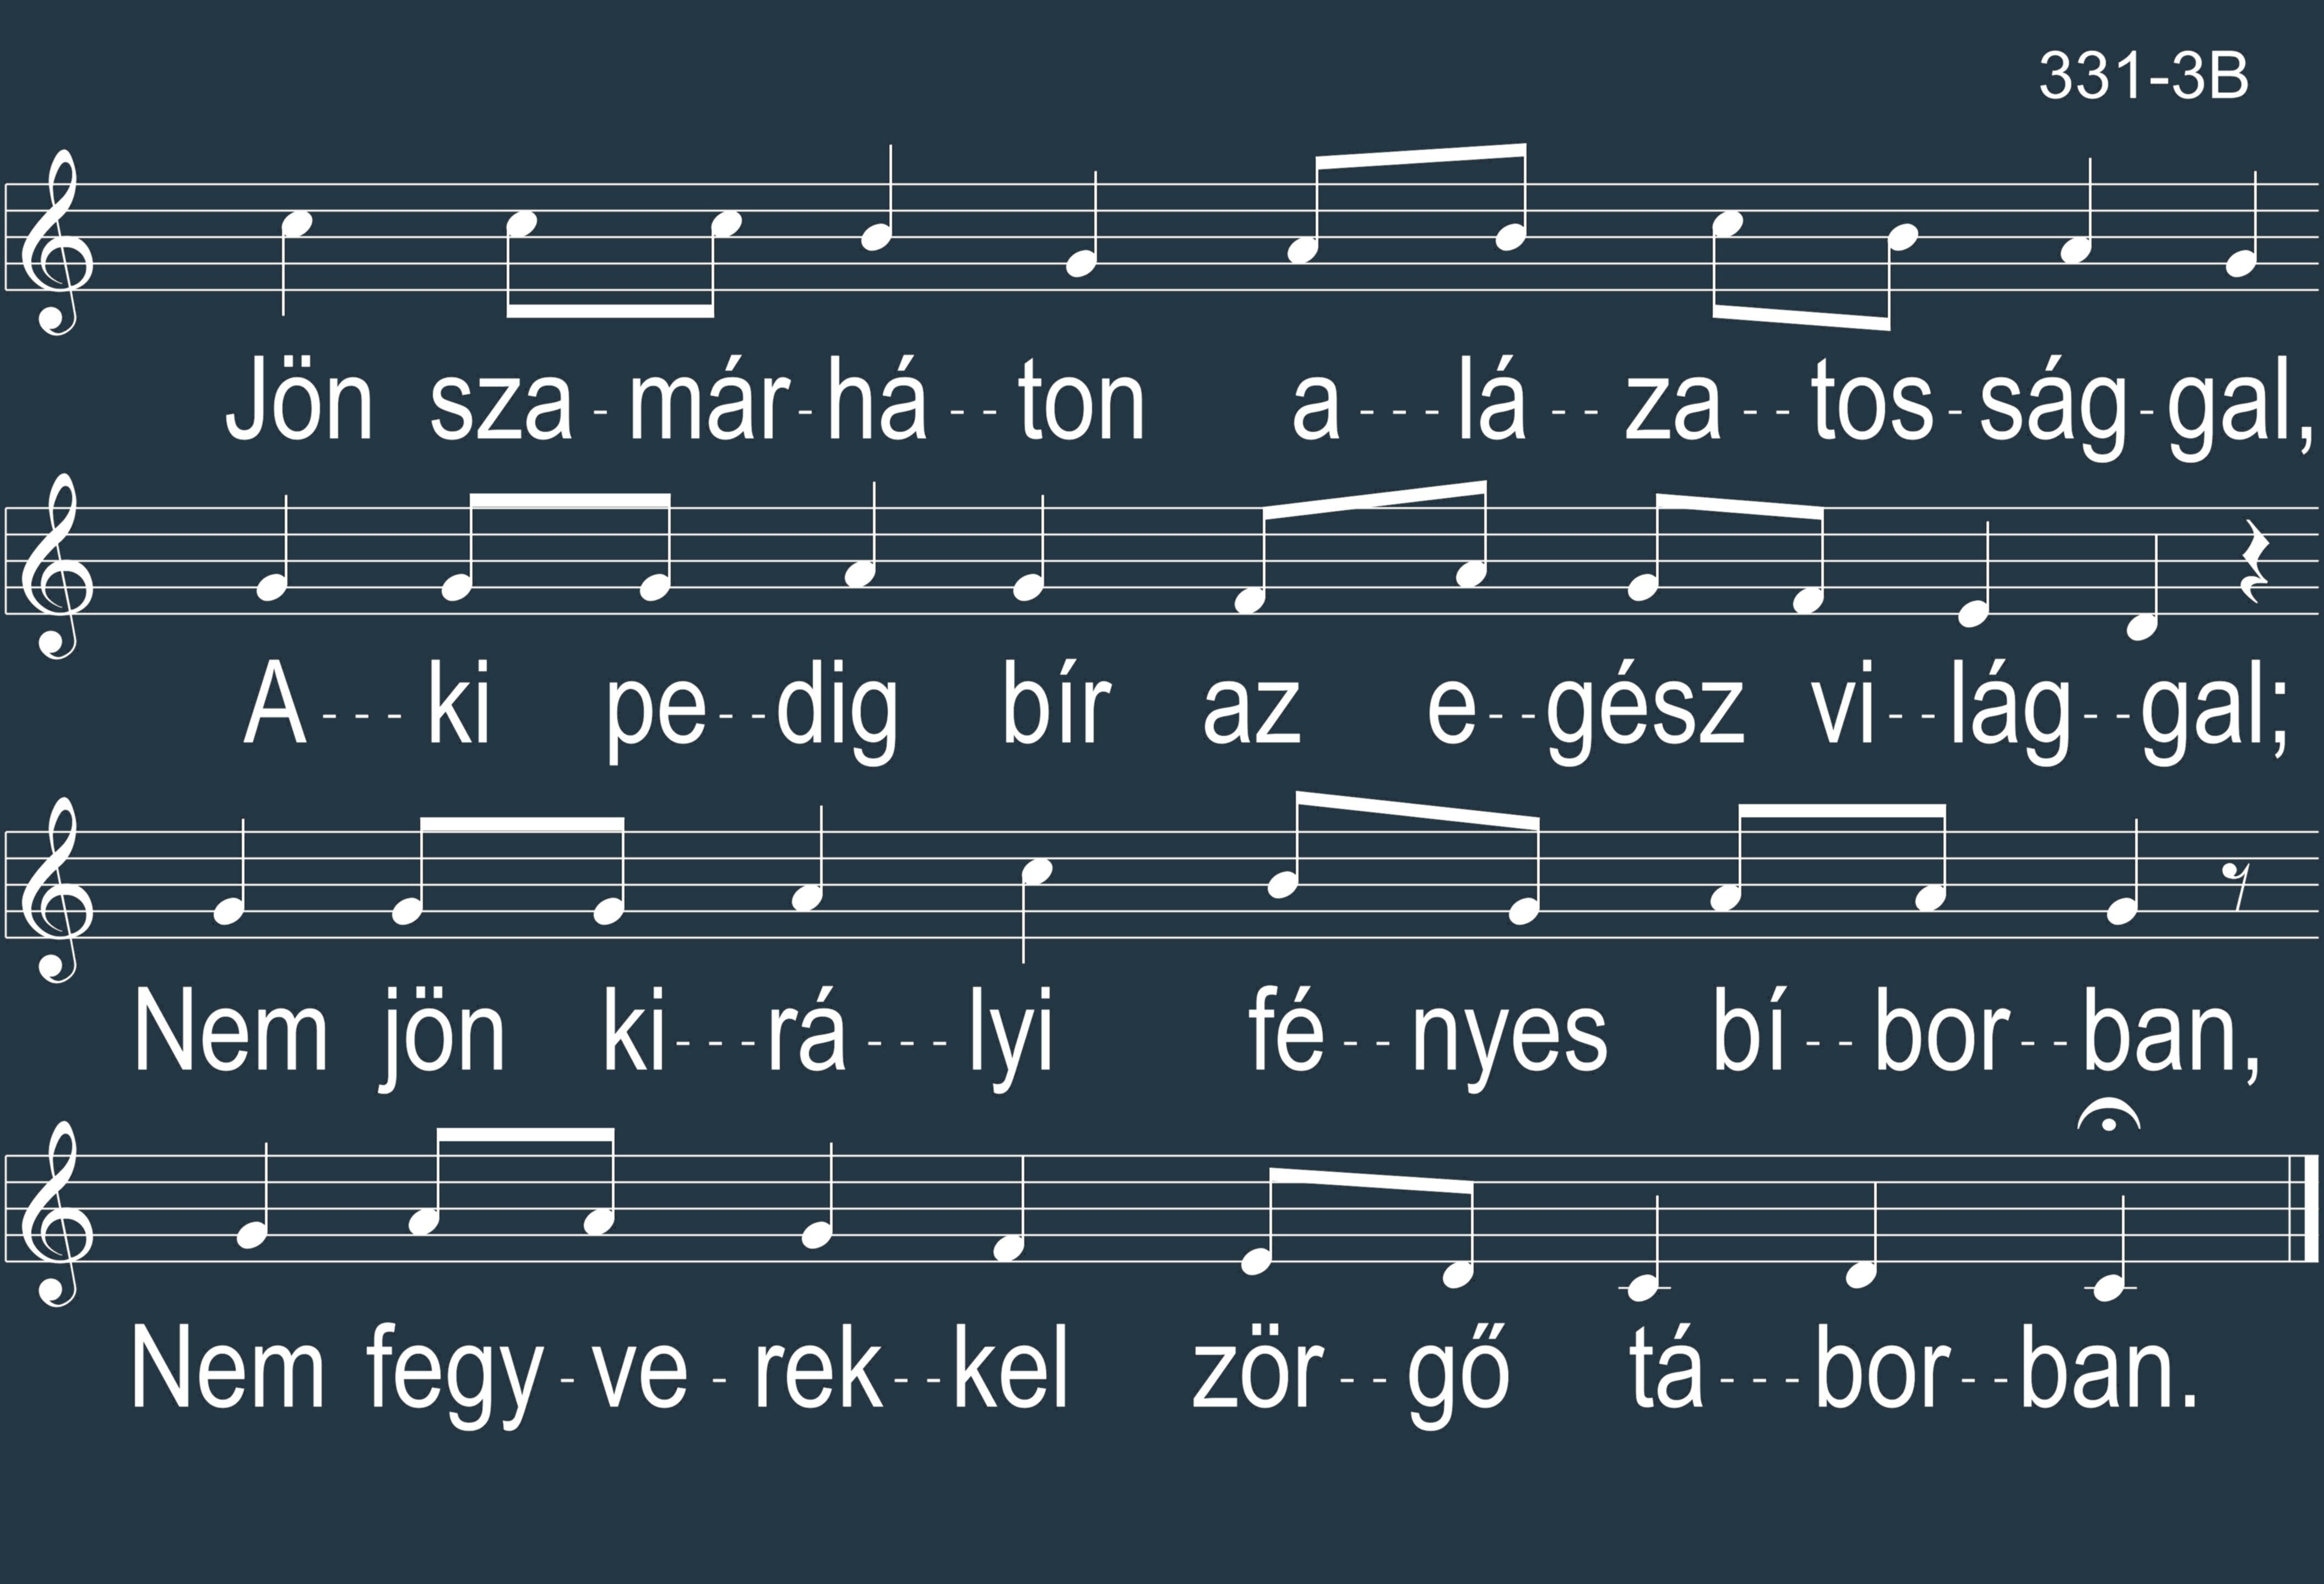 331-3B
Jön sza-már-há--ton a---lá--za--tos-ság-gal,
A---ki pe--dig bír az e--gész vi--lág--gal;
Nem jön ki---rá---lyi fé--nyes bí--bor--ban,
Nem fegy-ve-rek--kel zör--gő tá---bor--ban.